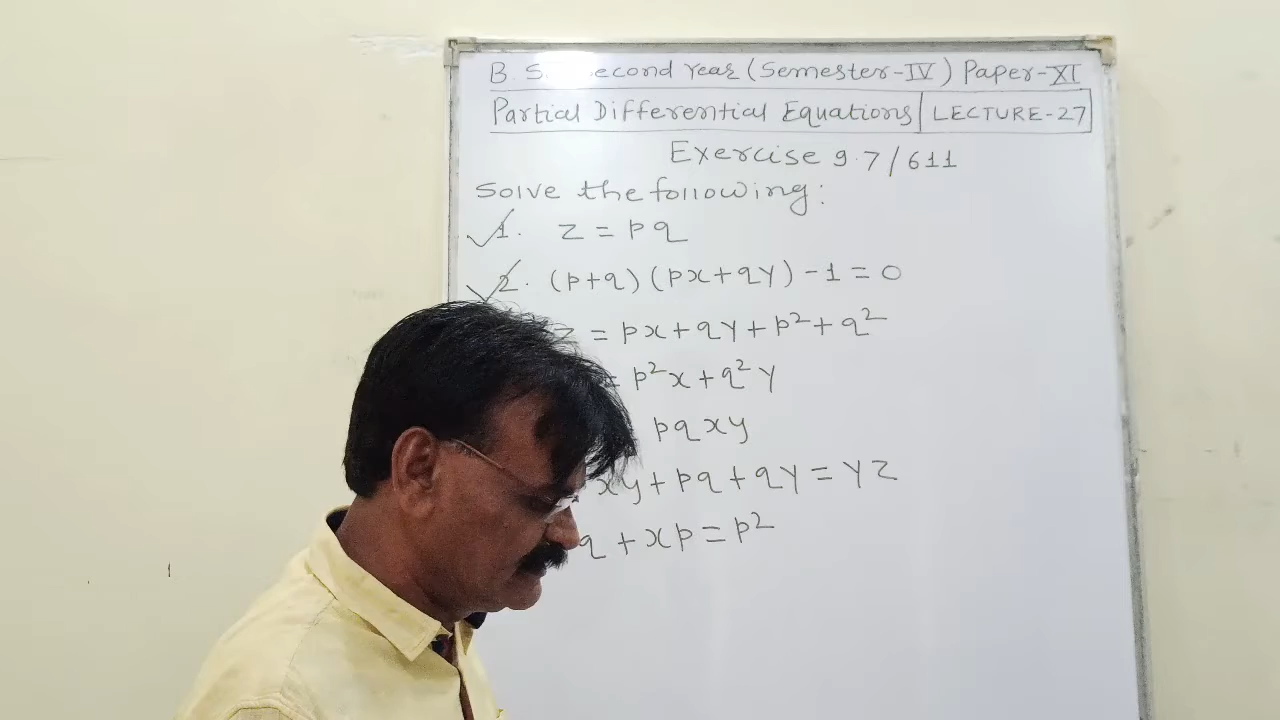 B. S. Second Year (Semester-IV) Paper-XI
Partial Differential Equations | LECTURE-27
Exercise 9.7/611
Solve the following:
1. z = pq
2. (p+q)(px+qy)-1=0
z = px+qy+p²+q²
= p²x+q²y
pqxy
xy+pq+qy=yz
q+xp=p²